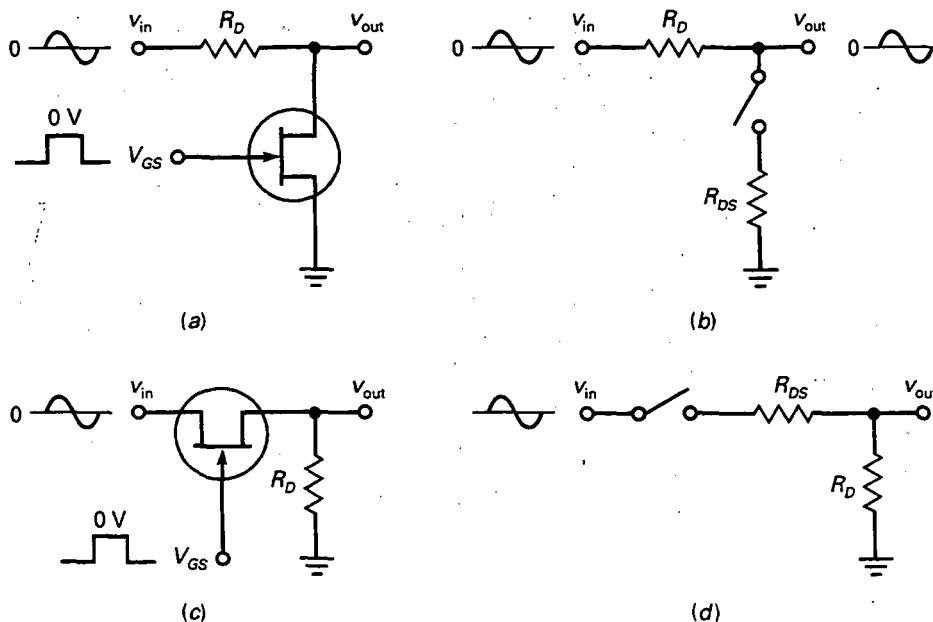 v_in R_D v_out
0
0 V
V_GS
(a)
v_in R_D v_out
0 0
R_DS
(b)
v_in v_out
0
R_D
0 V
V_GS
(c)
v_in R_DS
0
R_D
(d)